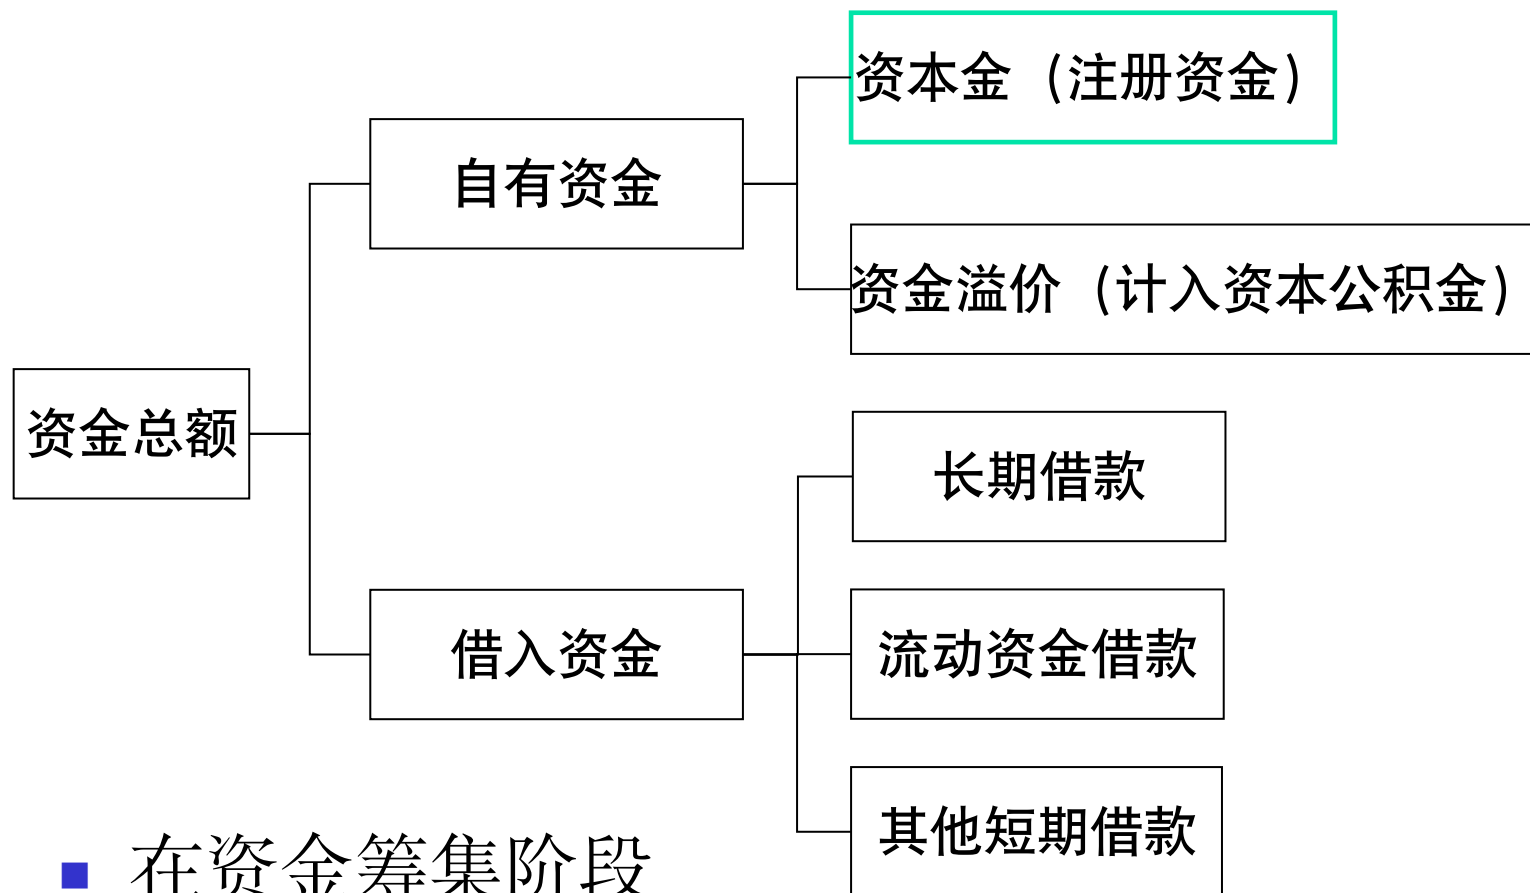 资本金（注册资金）
自有资金
资金溢价（计入资本公积金）
资金总额
长期借款
借入资金
流动资金借款
其他短期借款
在资金筹集阶段